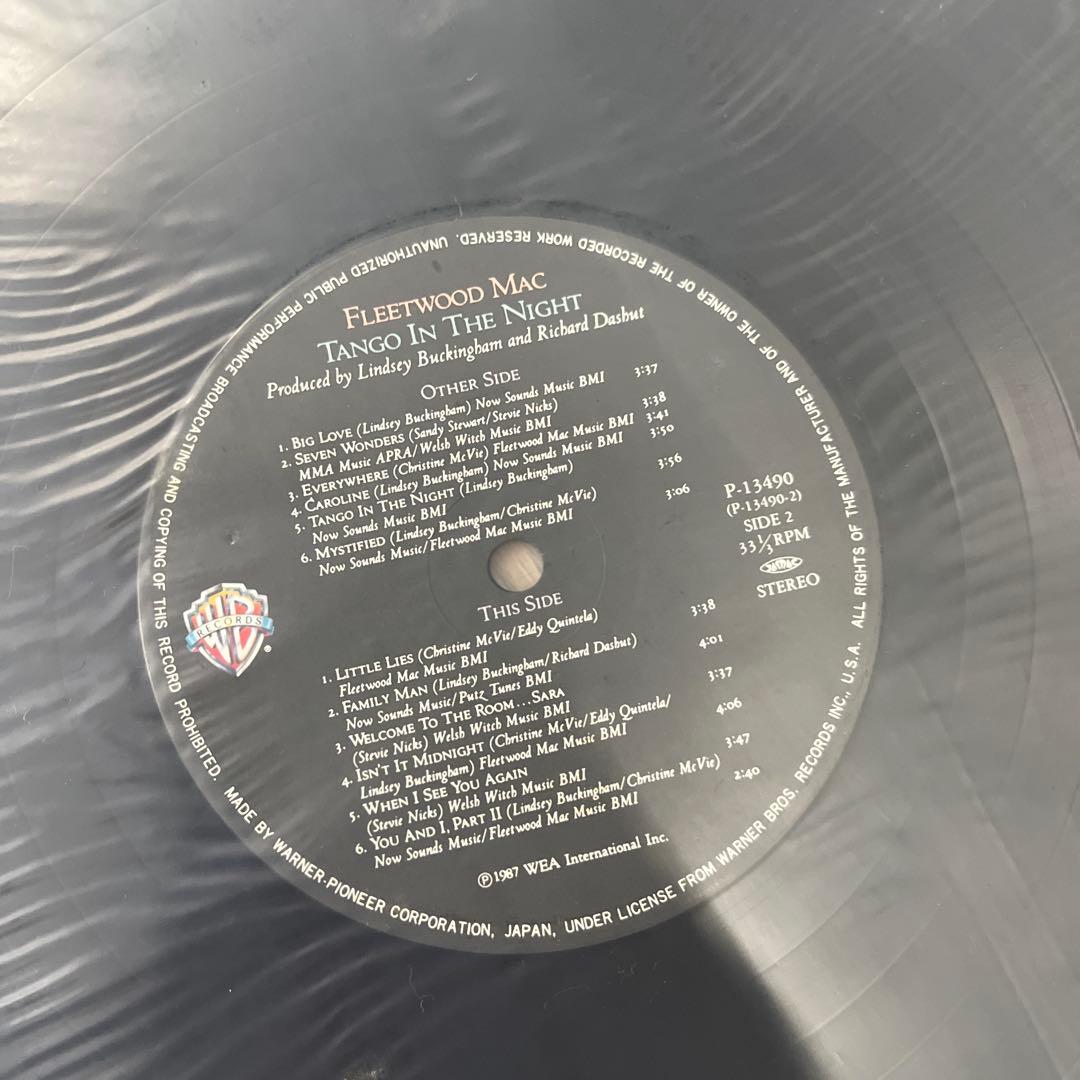 FLEETWOOD MAC
TANGO IN THE NIGHT
Produced by Lindsey Buckingham and Richard Dashut
OTHER SIDE
1. BIG LOVE (Lindsey Buckingham) Now Sounds Music BMI 3:37
2. SEVEN WONDERS (Sandy Stewart/Stevie Nicks)
MMA Music APRA/Welsh Witch Music BMI 3:38
3. EVERYWHERE (Christine McVie) Fleetwood Mac Music BMI 3:41
4. CAROLINE (Lindsey Buckingham) Now Sounds Music BMI 3:50
5. TANGO IN THE NIGHT (Lindsey Buckingham)
Now Sounds Music BMI 3:56
6. MYSTIFIED (Lindsey Buckingham/Christine McVie)
Now Sounds Music/Fleetwood Mac Music BMI 3:06
P-13490
(P-13490-2)
SIDE 2
33 1/3 RPM
STEREO
WB
RECORDS
®
THIS SIDE
1. LITTLE LIES (Christine McVie/Eddy Quintela)
Fleetwood Mac Music BMI 3:38
2. FAMILY MAN (Lindsey Buckingham/Richard Dashut)
Now Sounds Music/Putz Tunes BMI 4:01
3. WELCOME TO THE ROOM...SARA
(Stevie Nicks) Welsh Witch Music BMI 3:37
4. ISN'T IT MIDNIGHT (Christine McVie/Eddy Quintela/
Lindsey Buckingham) Fleetwood Mac Music BMI 4:06
5. WHEN I SEE YOU AGAIN
(Stevie Nicks) Welsh Witch Music BMI 3:47
6. YOU AND I, PART II (Lindsey Buckingham/Christine McVie)
Now Sounds Music/Fleetwood Mac Music BMI 2:40
℗1987 WEA International Inc.
MADE BY WARNER-PIONEER CORPORATION, JAPAN, UNDER LICENSE FROM WARNER BROS. RECORDS INC., U.S.A. ALL RIGHTS OF THE MANUFACTURER AND OF THE OWNER OF THE RECORDED WORK RESERVED. UNAUTHORIZED PUBLIC PERFORMANCE BROADCASTING AND COPYING OF THIS RECORD PROHIBITED.